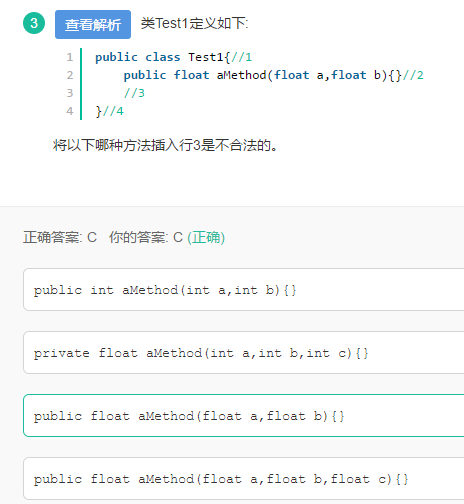 3 查看解析 类Test1定义如下:
1 public class Test1{//1
2 public float aMethod(float a,float b){}//2
3 //3
4 }//4
将以下哪种方法插入行3是不合法的。
正确答案: C 你的答案: C (正确)
public int aMethod(int a,int b){}
private float aMethod(int a,int b,int c){}
public float aMethod(float a,float b){}
public float aMethod(float a,float b,float c){}